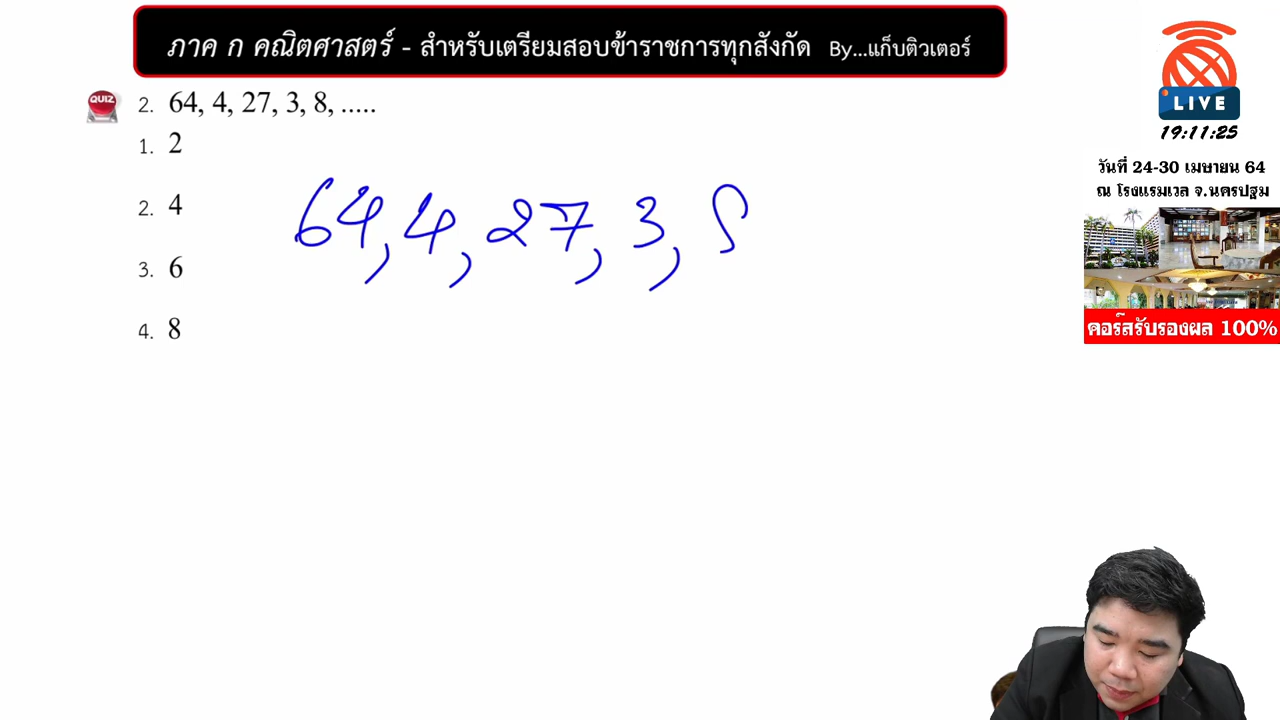 ภาค ก คณิตศาสตร์ - สำหรับเตรียมสอบข้าราชการทุกสังกัด By...แก็บติวเตอร์
QUIZ 2. 64, 4, 27, 3, 8, .....
1. 2
2. 4
3. 6
4. 8
64, 4, 27, 3, 8
LIVE
19:11:25
วันที่ 24-30 เมษายน 64
ณ โรงแรมเวล จ.นครปฐม
คอร์สรับรองผล 100%